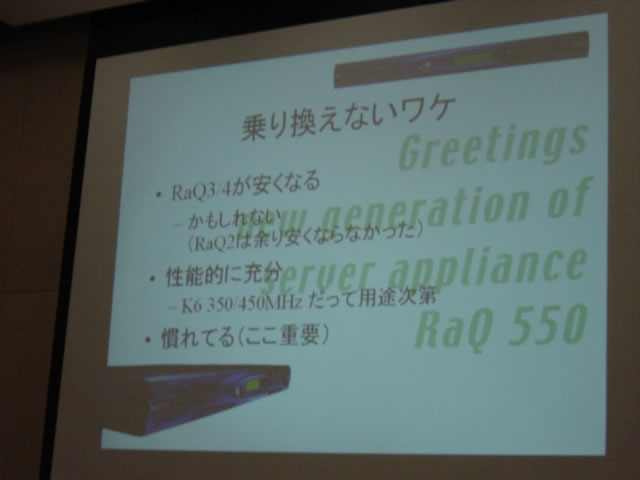 乗り換えないワケ
Greetings
new generation of
server appliance
RaQ 550
• RaQ3/4が安くなる
– かもしれない
(RaQ2は余り安くならなかった)
• 性能的に充分
– K6 350/450MHz だって用途次第
• 慣れてる(ここ重要)